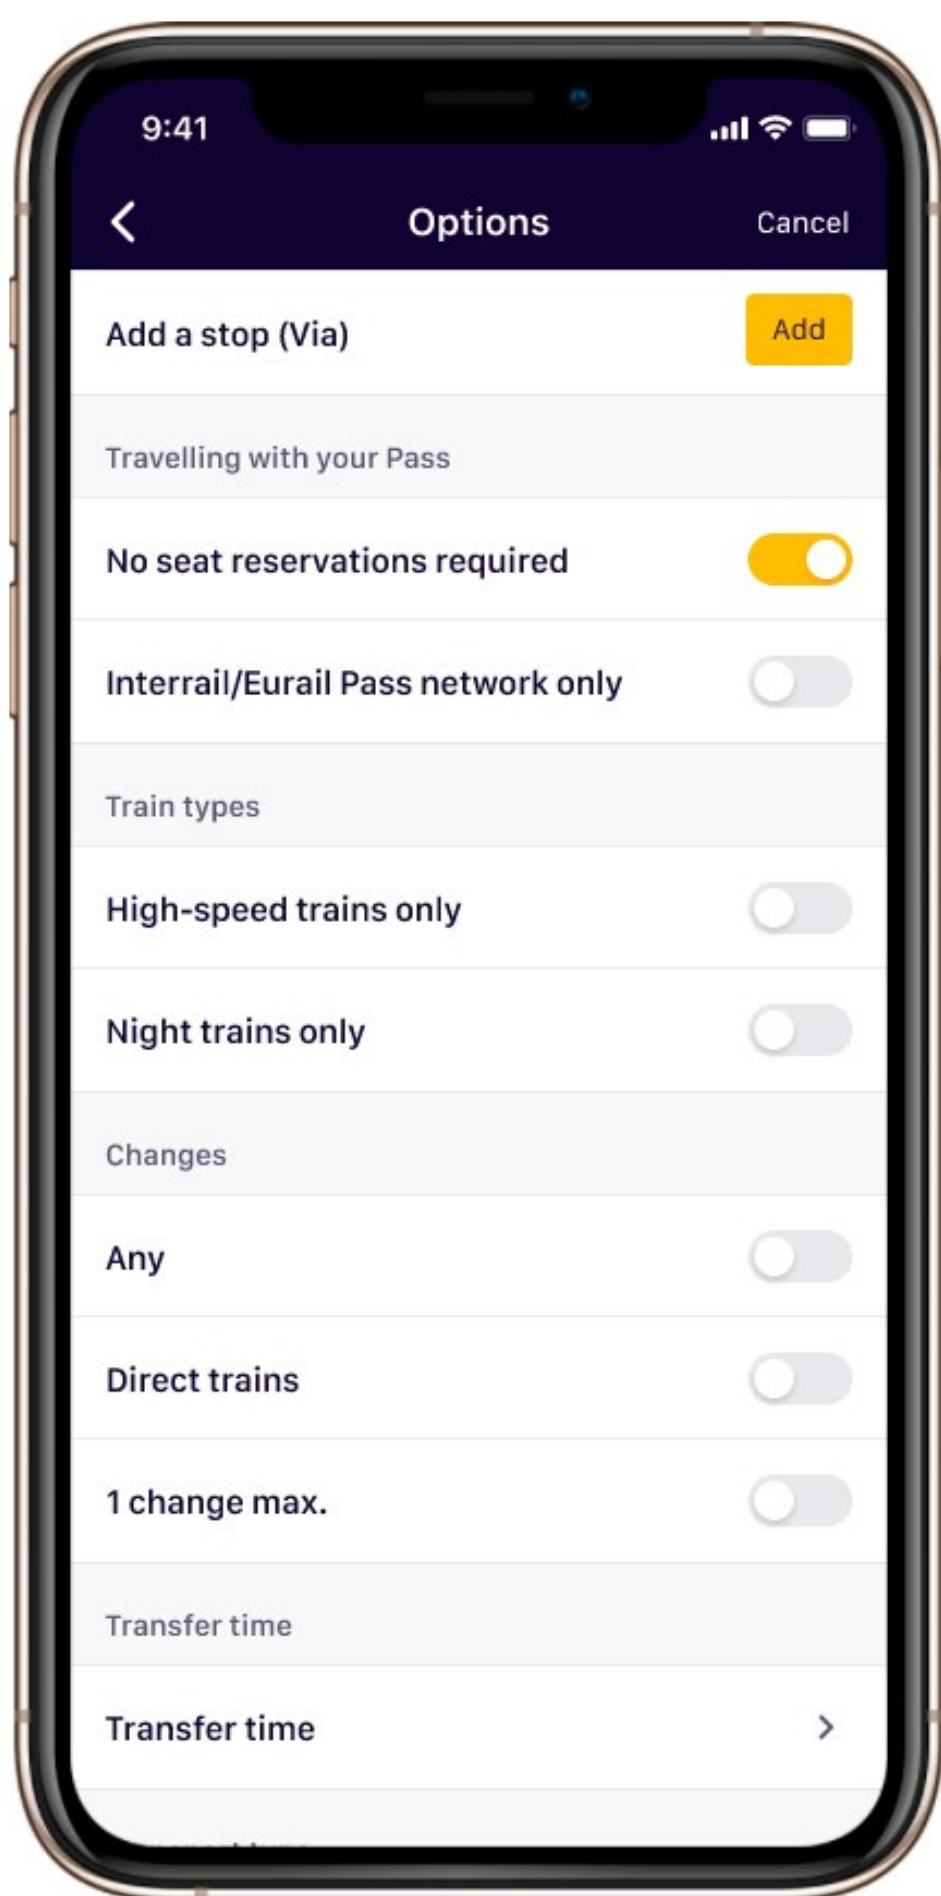 9:41
Options
Cancel
Add a stop (Via)
Add
Travelling with your Pass
No seat reservations required
Interrail/Eurail Pass network only
Train types
High-speed trains only
Night trains only
Changes
Any
Direct trains
1 change max.
Transfer time
Transfer time